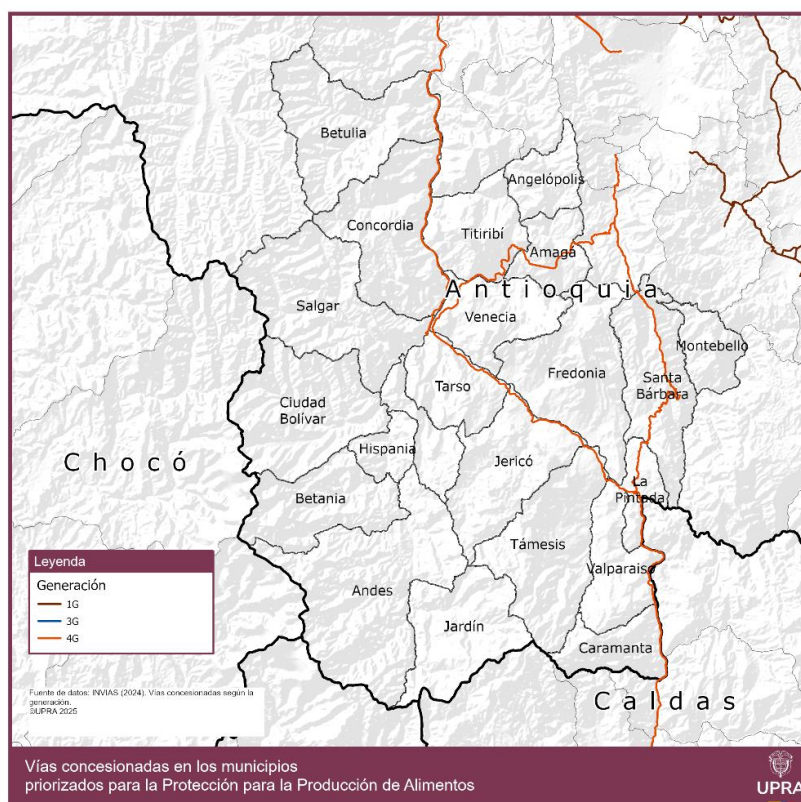 Betulia
Angelópolis
Concordia
Titiribí
Amagá
Antioquia
Salgar
Venecia
Montebello
Tarso
Fredonia
Santa
Bárbara
Ciudad
Bolívar
Chocó
Hispania
Jericó
Betania
La
Pintada
Támesis
Valparaiso
Andes
Jardín
Caramanta
Caldas
Leyenda
Generación
1G
3G
4G
Fuente de datos: INVIAS (2024). Vías concesionadas según la
generación.
©UPRA 2025
Vías concesionadas en los municipios
priorizados para la Protección para la Producción de Alimentos
UPRA